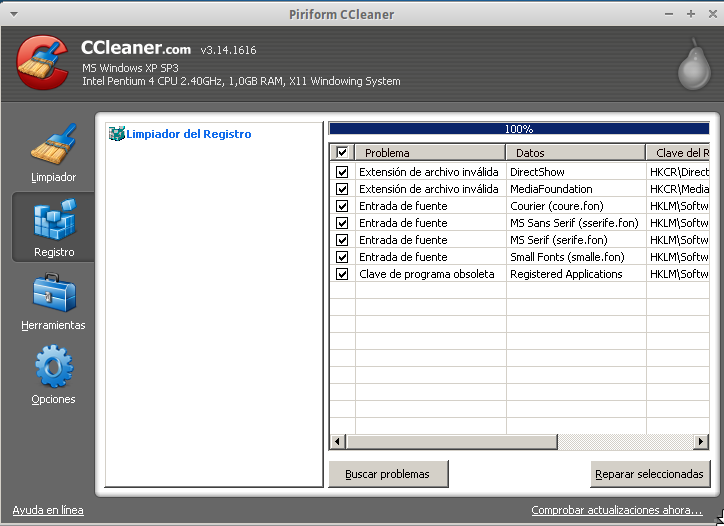 Piriform CCleaner
CCleaner.com v3.14.1616
MS Windows XP SP3
Intel Pentium 4 CPU 2.40GHz, 1,0GB RAM, X11 Windowing System
Limpiador
Registro
Herramientas
Opciones
Limpiador del Registro
100%
Problema Datos Clave del R
Extensión de archivo inválida DirectShow HKCR\Direct
Extensión de archivo inválida MediaFoundation HKCR\Media
Entrada de fuente Courier (coure.fon) HKLM\Softw
Entrada de fuente MS Sans Serif (sserife.fon) HKLM\Softw
Entrada de fuente MS Serif (serife.fon) HKLM\Softw
Entrada de fuente Small Fonts (smalle.fon) HKLM\Softw
Clave de programa obsoleta Registered Applications HKLM\Softw
Buscar problemas Reparar seleccionadas
Ayuda en línea Comprobar actualizaciones ahora...